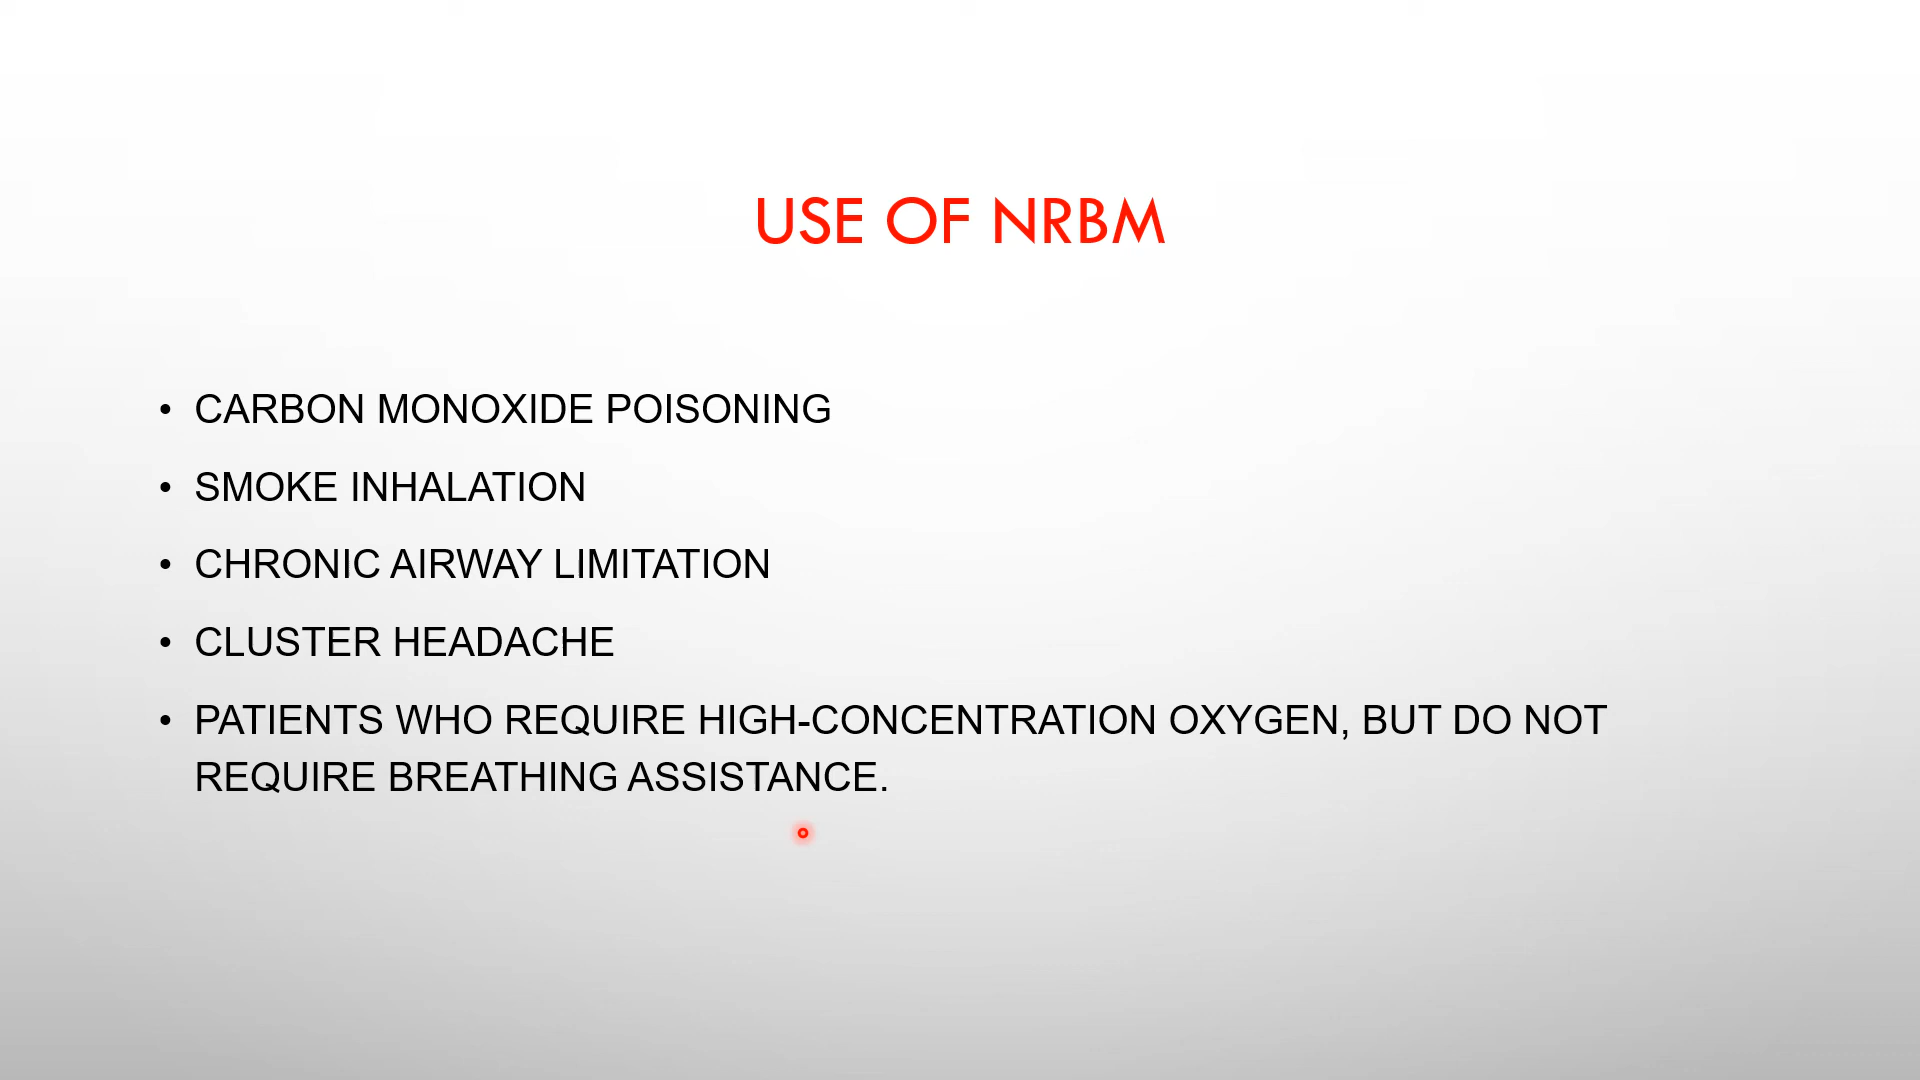 USE OF NRBM
• CARBON MONOXIDE POISONING
• SMOKE INHALATION
• CHRONIC AIRWAY LIMITATION
• CLUSTER HEADACHE
• PATIENTS WHO REQUIRE HIGH-CONCENTRATION OXYGEN, BUT DO NOT
REQUIRE BREATHING ASSISTANCE.